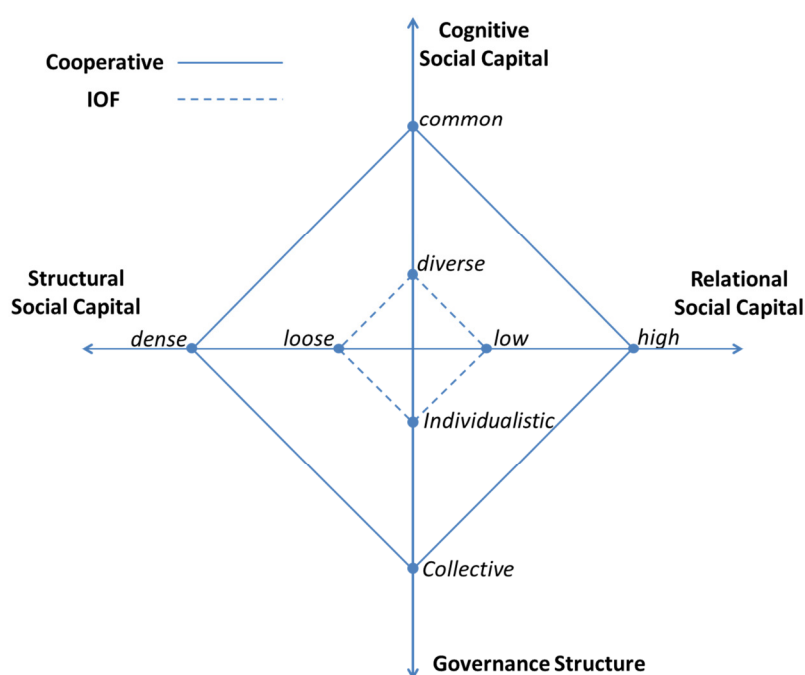 Cognitive
Social Capital
Cooperative
IOF
common
diverse
Structural
Social Capital
Relational
Social Capital
dense
loose
low
high
Individualistic
Collective
Governance Structure